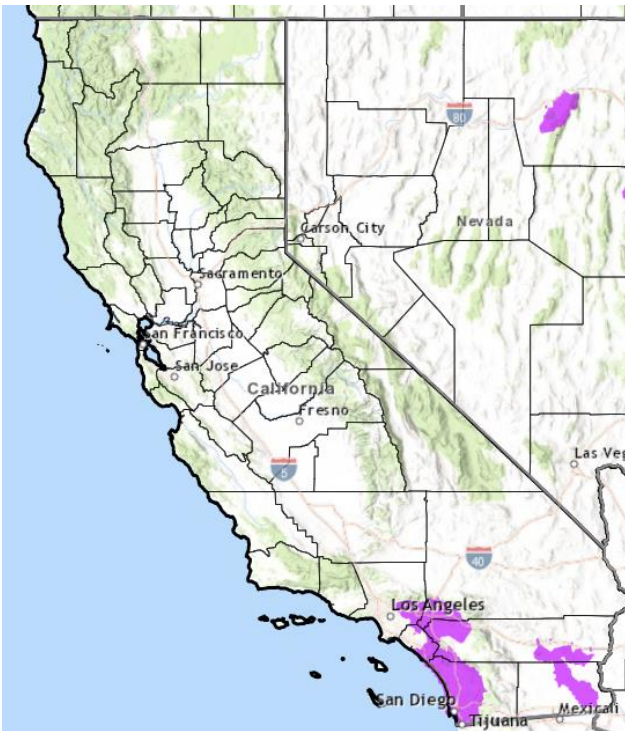 80
Carson City
Nevada
Sacramento
San Francisco
San Jose
California
Fresno
5
Las Veg
40
Los Angeles
San Diego
Mexicali
Tijuana